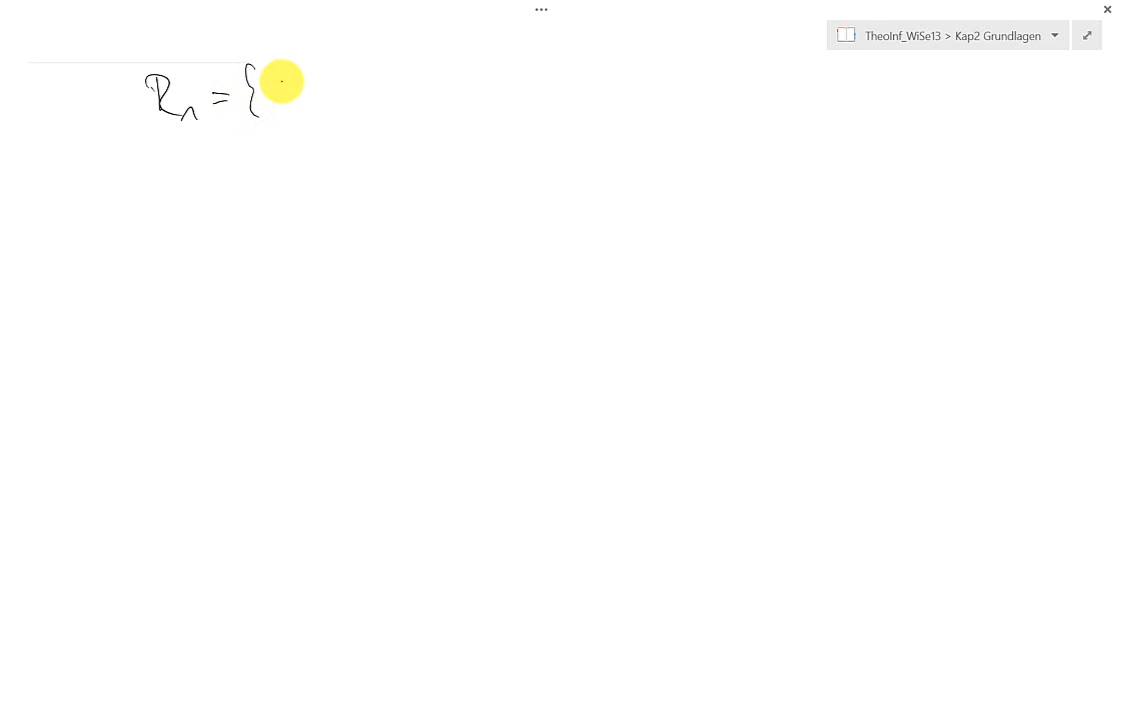 TheoInf_WiSe13 > Kap2 Grundlagen
R₁ = {